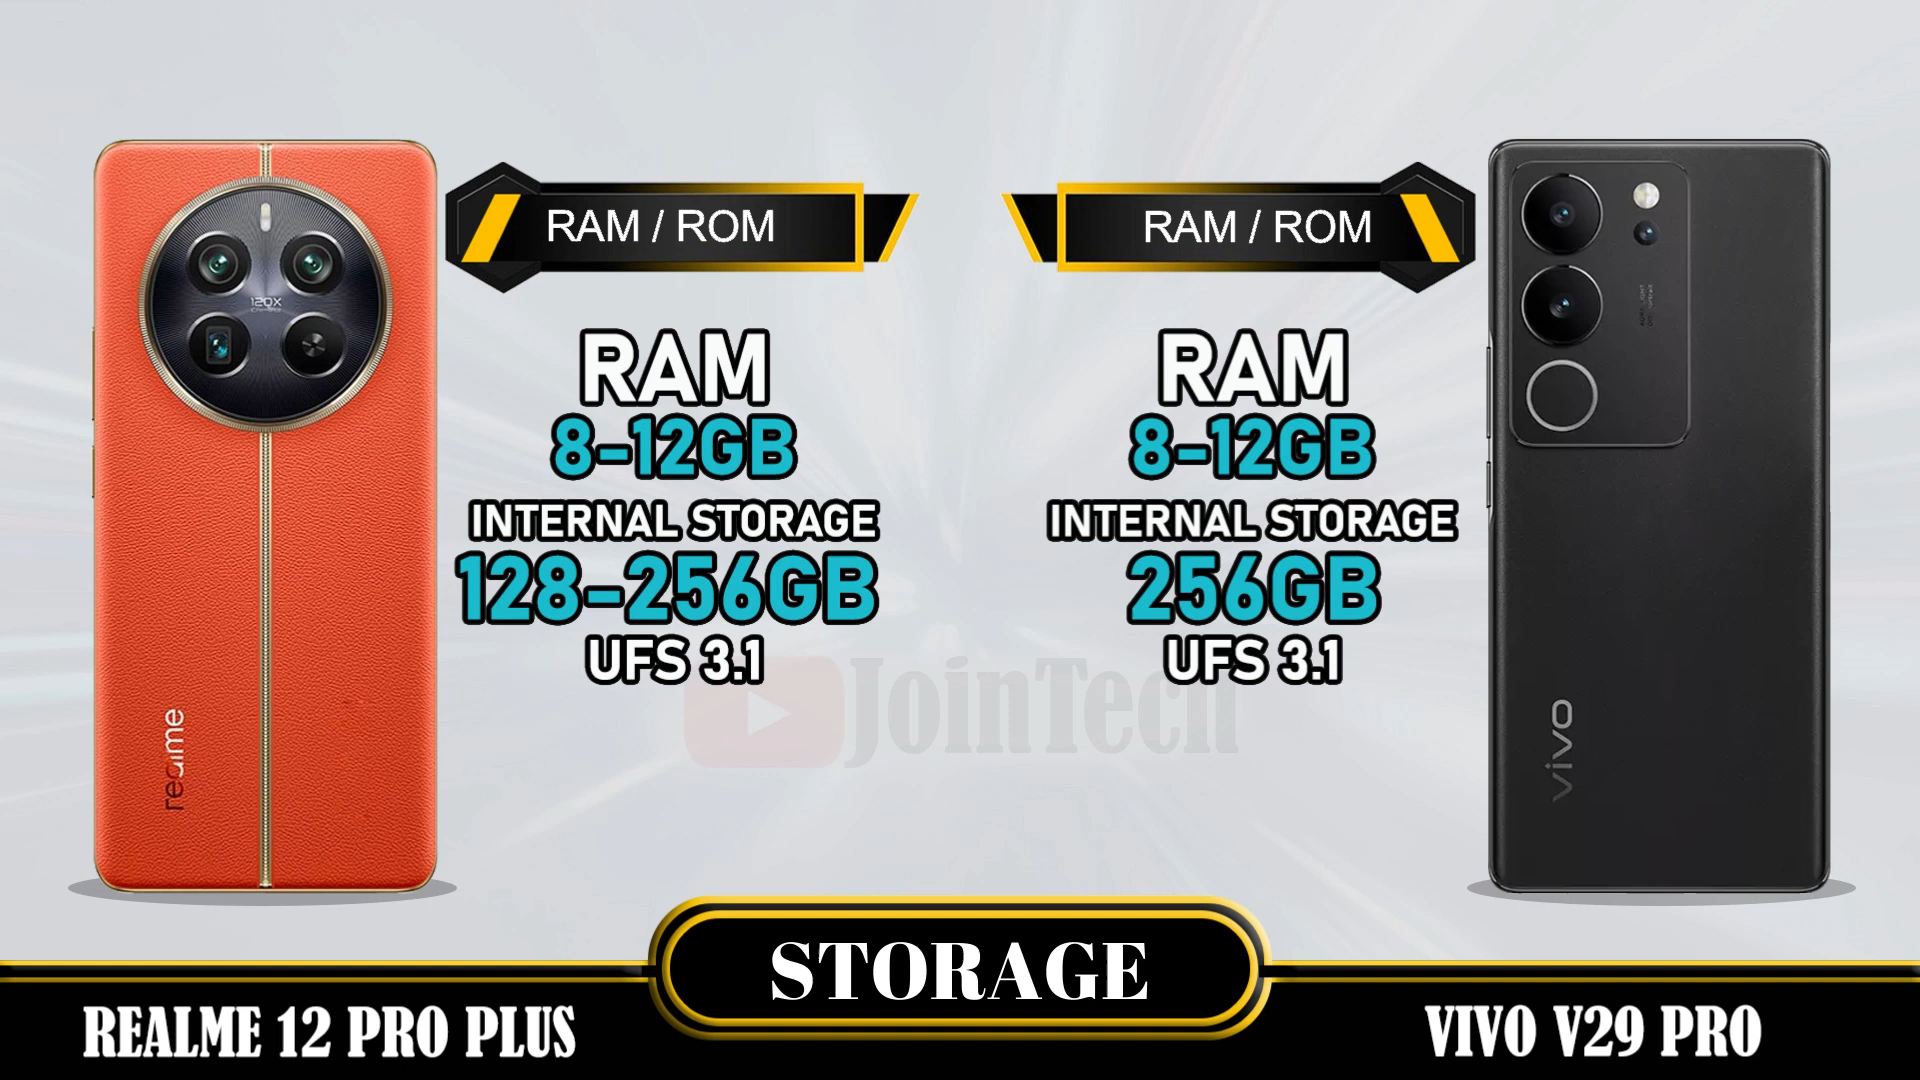 RAM / ROM
RAM
8-12GB
INTERNAL STORAGE
128-256GB
UFS 3.1
RAM / ROM
RAM
8-12GB
INTERNAL STORAGE
256GB
UFS 3.1
120X
realme
vivo
JoinTech
STORAGE
REALME 12 PRO PLUS
VIVO V29 PRO